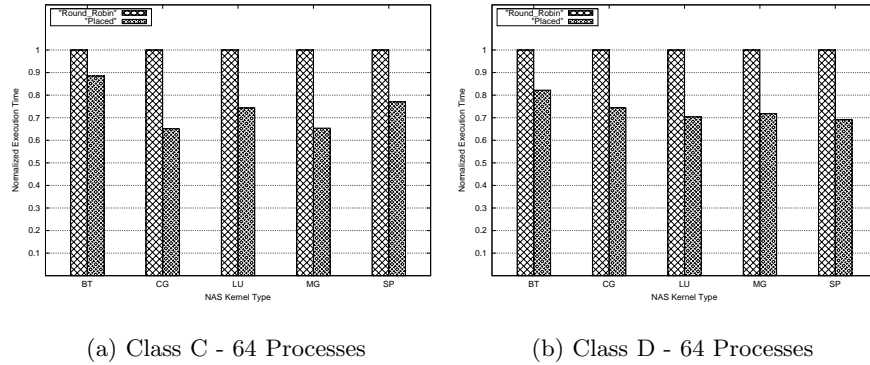 "Round_Robin"
"Placed"
1
0.9
0.8
0.7
0.6
0.5
0.4
0.3
0.2
0.1
Normalized Execution Time
BT CG LU MG SP
NAS Kernel Type
(a) Class C - 64 Processes
"Round_Robin"
"Placed"
1
0.9
0.8
0.7
0.6
0.5
0.4
0.3
0.2
0.1
Normalized Execution Time
BT CG LU MG SP
NAS Kernel Type
(b) Class D - 64 Processes